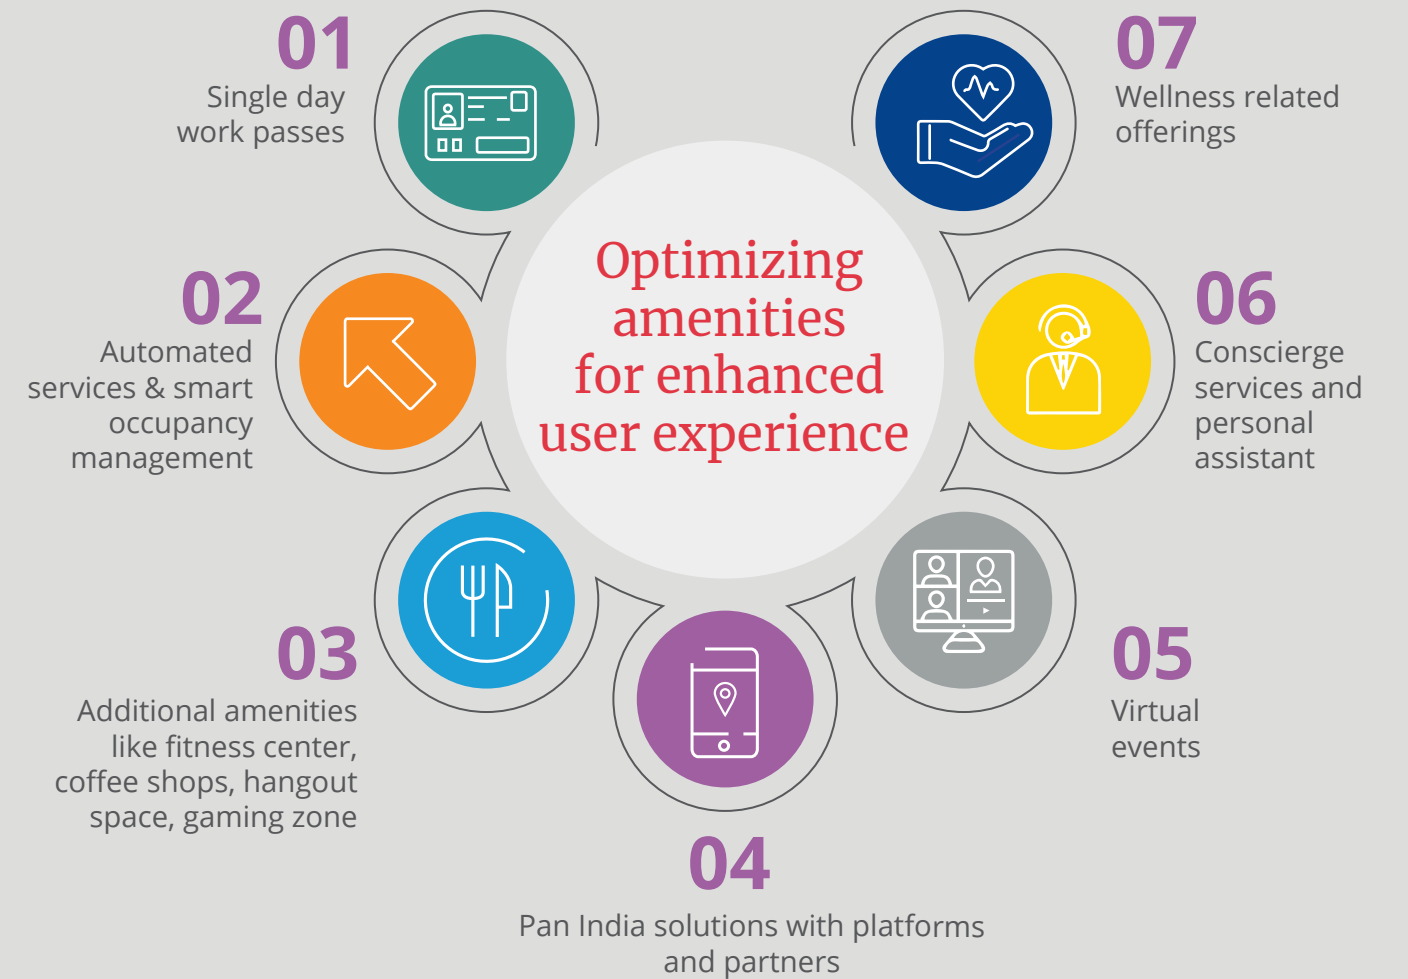 Optimizing
amenities
for enhanced
user experience
01
Single day
work passes
02
Automated
services & smart
occupancy
management
03
Additional amenities
like fitness center,
coffee shops, hangout
space, gaming zone
04
Pan India solutions with platforms
and partners
05
Virtual
events
06
Conscierge
services and
personal
assistant
07
Wellness related
offerings